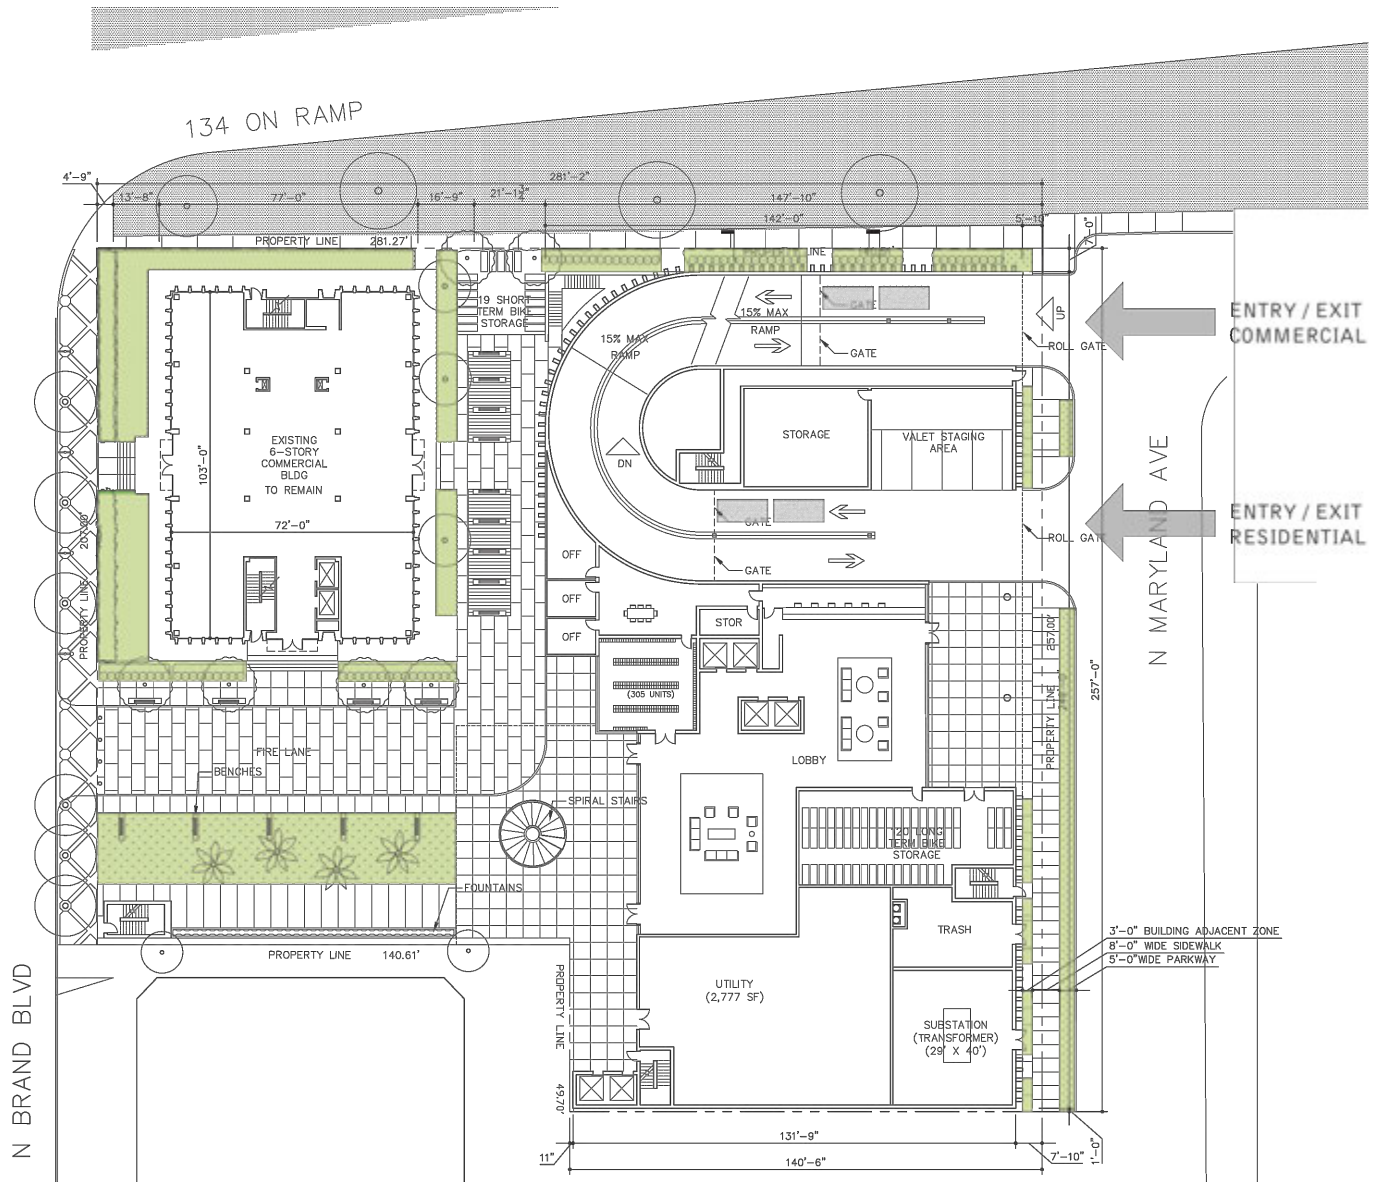 134 ON RAMP
4'-9"
281'-2"
13'-8"
77'-0"
16'-9"
147'-10"
142'-0"
5'-10"
7'-0"
PROPERTY LINE
281.27'
LINE
19 SHORT
TERM BIKE
STORAGE
15% MAX
RAMP
15% MAX
RAMP
GATE
GATE
UP
ROLL GATE
ENTRY / EXIT
COMMERCIAL
EXISTING
6-STORY
COMMERCIAL
BLDG
TO REMAIN
103'-0"
72'-0"
DN
STORAGE
VALET STAGING
AREA
GATE
GATE
ROLL GATE
ENTRY / EXIT
RESIDENTIAL
N MARYLAND AVE
PROPERTY LINE
OFF
OFF
OFF
STOR
(305 UNITS)
LOBBY
PROPERTY LINE
257.00'
257'-0"
FIRE LANE
BENCHES
SPIRAL STAIRS
FOUNTAINS
120 LONG
TERM BIKE
STORAGE
TRASH
3'-0" BUILDING ADJACENT ZONE
8'-0" WIDE SIDEWALK
5'-0"WIDE PARKWAY
PROPERTY LINE
140.61'
PROPERTY LINE
49.70'
UTILITY
(2,777 SF)
SUBSTATION
(TRANSFORMER)
(29' X 40')
N BRAND BLVD
131'-9"
11"
140'-6"
7'-10"
1'-0"